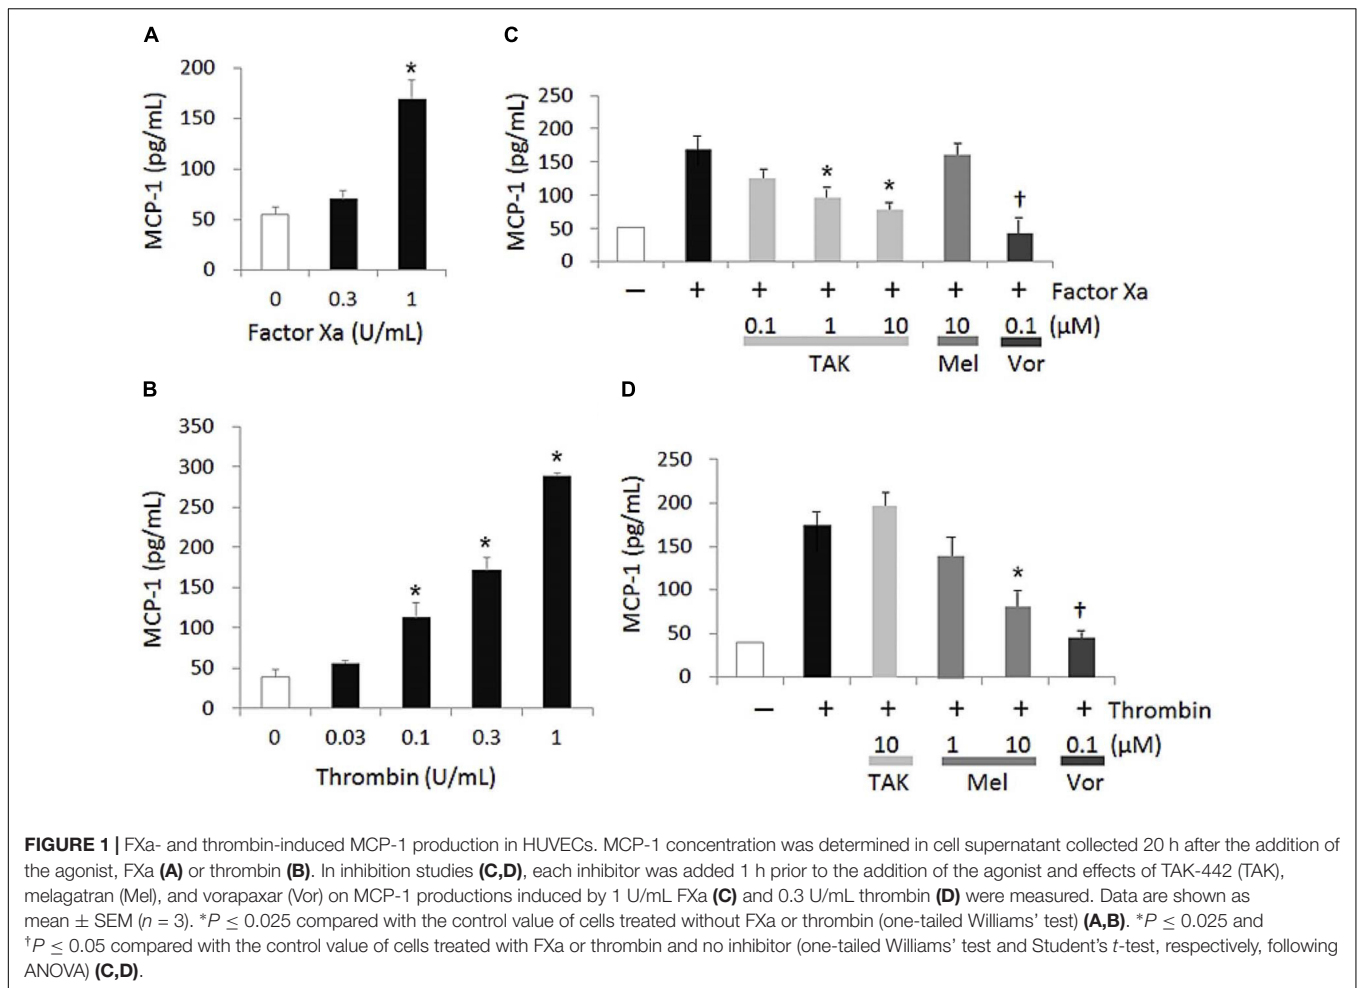 A
200
150
100
50
0
MCP-1 (pg/mL)
*
0 0.3 1
Factor Xa (U/mL)
C
250
200
150
100
50
0
MCP-1 (pg/mL)
* * †
— + + + + + + Factor Xa
0.1 1 10 10 0.1 (µM)
TAK Mel Vor
B
350
300
250
200
150
100
50
0
MCP-1 (pg/mL)
* * *
0 0.03 0.1 0.3 1
Thrombin (U/mL)
D
250
200
150
100
50
0
MCP-1 (pg/mL)
* †
— + + + + + Thrombin
10 1 10 0.1 (µM)
TAK Mel Vor
FIGURE 1 | FXa- and thrombin-induced MCP-1 production in HUVECs. MCP-1 concentration was determined in cell supernatant collected 20 h after the addition of
the agonist, FXa (A) or thrombin (B). In inhibition studies (C,D), each inhibitor was added 1 h prior to the addition of the agonist and effects of TAK-442 (TAK),
melagatran (Mel), and vorapaxar (Vor) on MCP-1 productions induced by 1 U/mL FXa (C) and 0.3 U/mL thrombin (D) were measured. Data are shown as
mean ± SEM (n = 3). *P ≤ 0.025 compared with the control value of cells treated without FXa or thrombin (one-tailed Williams' test) (A,B). *P ≤ 0.025 and
†P ≤ 0.05 compared with the control value of cells treated with FXa or thrombin and no inhibitor (one-tailed Williams' test and Student's t-test, respectively, following
ANOVA) (C,D).